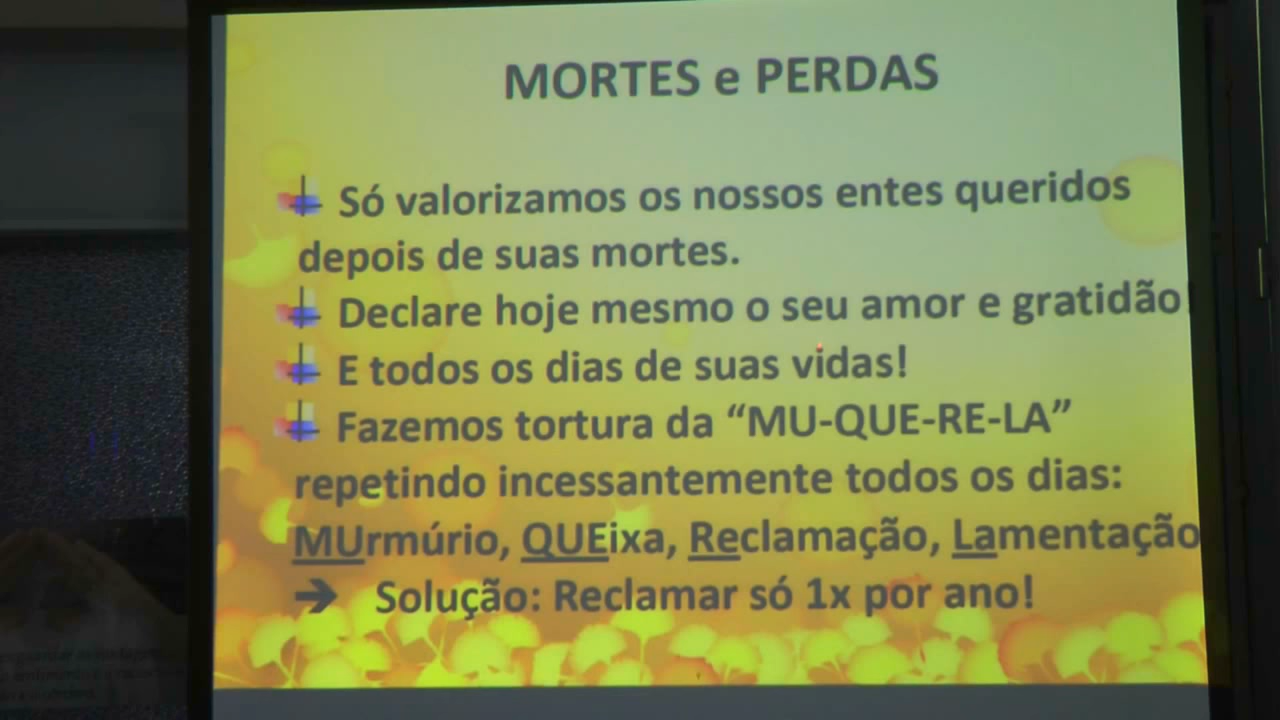 MORTES e PERDAS
Só valorizamos os nossos entes queridos
depois de suas mortes.
Declare hoje mesmo o seu amor e gratidão!
E todos os dias de suas vidas!
Fazemos tortura da “MU-QUE-RE-LA”
repetindo incessantemente todos os dias:
MUrmúrio, QUEixa, Reclamação, Lamentação
➔ Solução: Reclamar só 1x por ano!